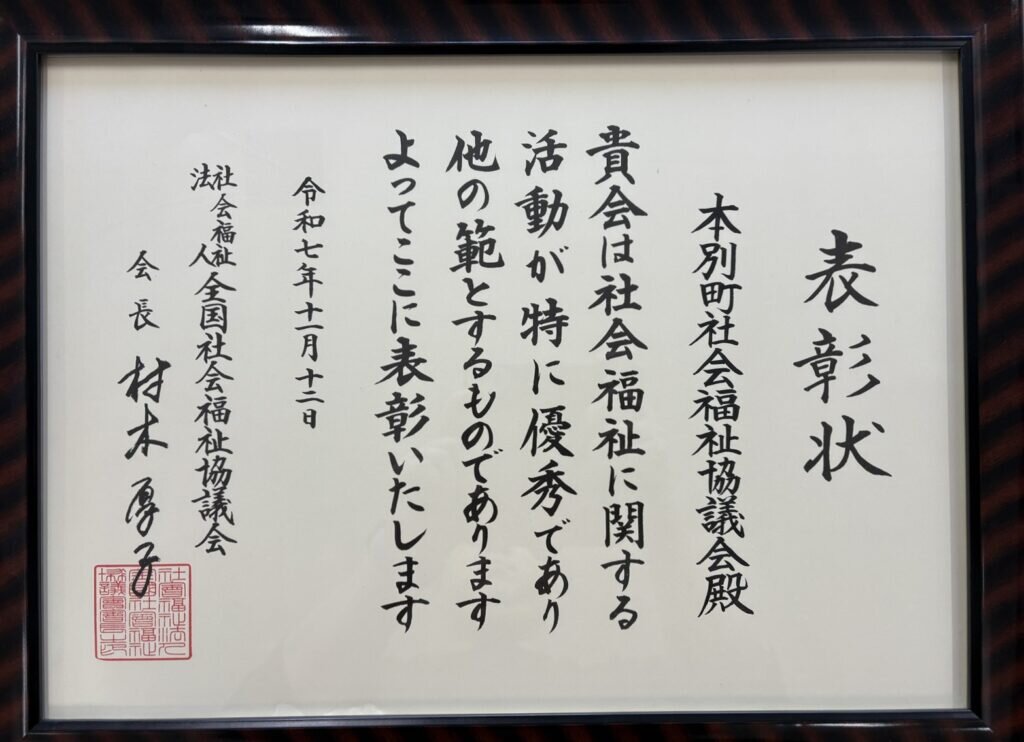 表彰状
本別町社会福祉協議会殿
貴会は社会福祉に関する
活動が特に優秀であり
他の範とするものであります
よってここに表彰いたします
令和七年十一月十二日
社会福祉法人全国社会福祉協議会
会長 村木厚子